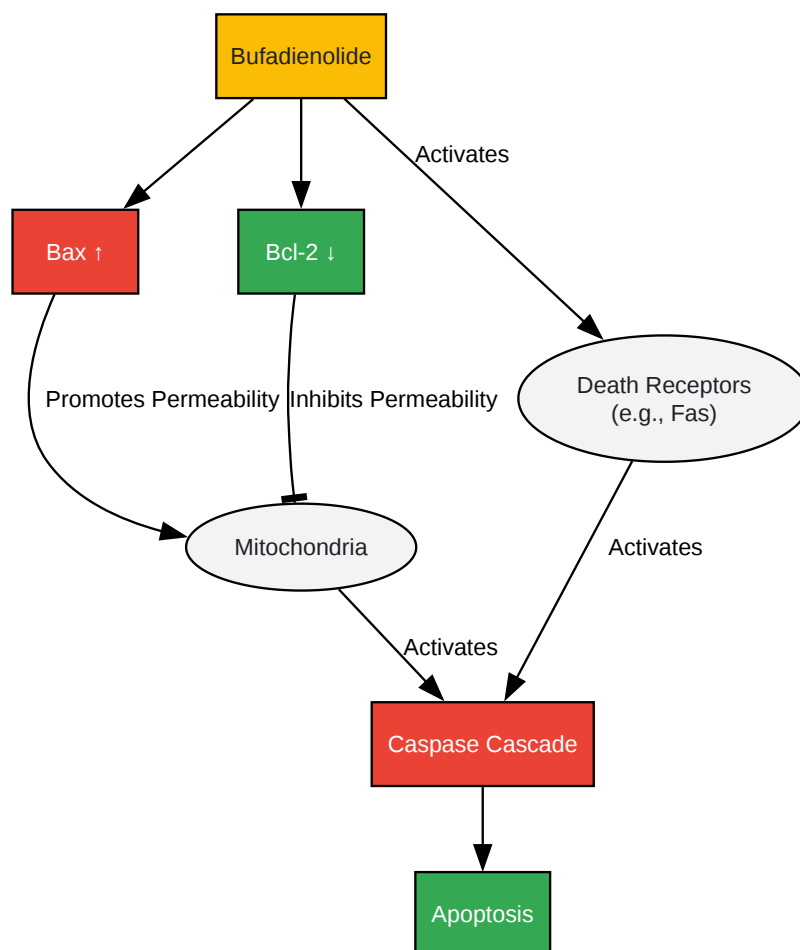 Bufadienolide
Activates
Bax ↑
Bcl-2 ↓
Death Receptors
(e.g., Fas)
Promotes Permeability
Inhibits Permeability
Mitochondria
Activates
Activates
Caspase Cascade
Apoptosis